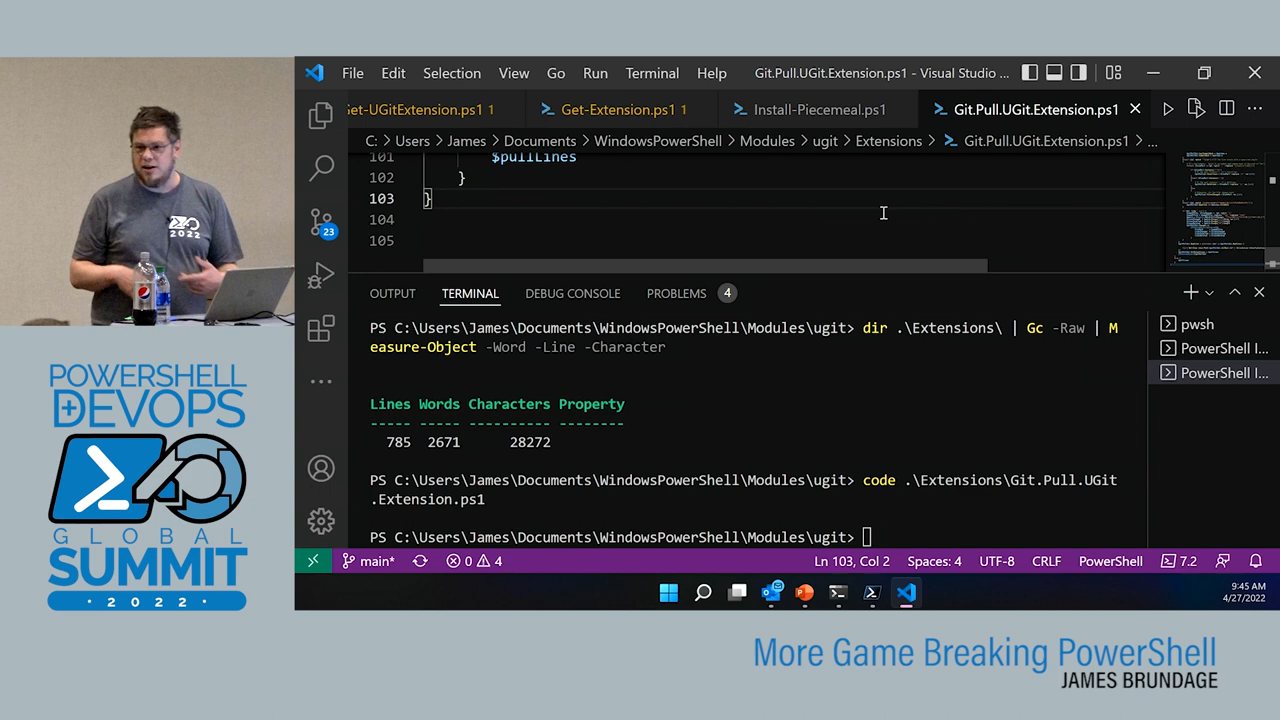 File Edit Selection View Go Run Terminal Help Git.Pull.UGit.Extension.ps1 - Visual Studio ...
Get-UGitExtension.ps1 1 Get-Extension.ps1 1 Install-Piecemeal.ps1 Git.Pull.UGit.Extension.ps1
C: > Users > James > Documents > WindowsPowerShell > Modules > ugit > Extensions > Git.Pull.UGit.Extension.ps1 > ...
101 $pullLines
102 }
103 }
104
105
23
OUTPUT TERMINAL DEBUG CONSOLE PROBLEMS 4
PS C:\Users\James\Documents\WindowsPowerShell\Modules\ugit> dir .\Extensions\ | Gc -Raw | M
easure-Object -Word -Line -Character
Lines Words Characters Property
----- ----- ---------- --------
785 2671 28272
PS C:\Users\James\Documents\WindowsPowerShell\Modules\ugit> code .\Extensions\Git.Pull.UGit
.Extension.ps1
PS C:\Users\James\Documents\WindowsPowerShell\Modules\ugit>
pwsh
PowerShell I...
PowerShell I...
main* 0 4 Ln 103, Col 2 Spaces: 4 UTF-8 CRLF PowerShell 7.2
9:45 AM
4/27/2022
2022
pepsi
POWERSHELL
+DEVOPS
GLOBAL
SUMMIT
· 2022 ·
More Game Breaking PowerShell
JAMES BRUNDAGE